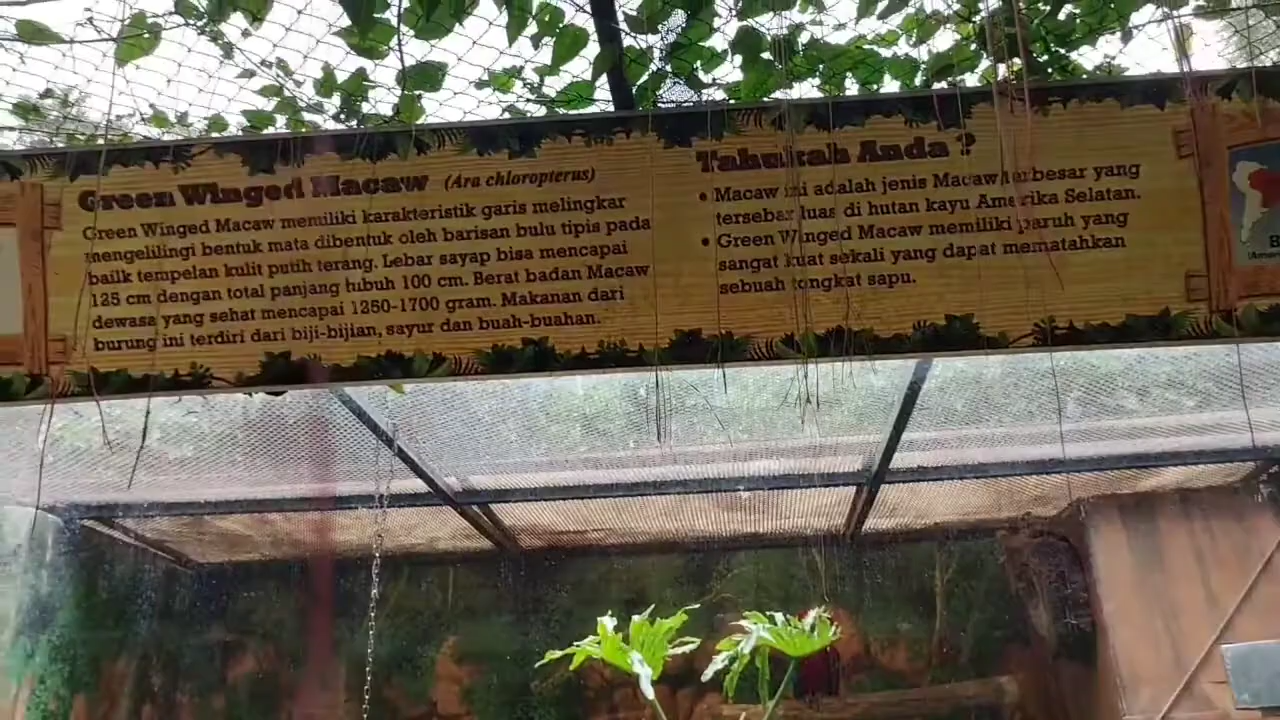 Green Winged Macaw (Ara chloropterus)
Green Winged Macaw memiliki karakteristik garis melingkar
mengelilingi bentuk mata dibentuk oleh barisan bulu tipis pada
bailk tempelan kulit putih terang. Lebar sayap bisa mencapai
125 cm dengan total panjang tubuh 100 cm. Berat badan Macaw
dewasa yang sehat mencapai 1250-1700 gram. Makanan dari
burung ini terdiri dari biji-bijian, sayur dan buah-buahan.
Tahukah Anda ?
• Macaw ini adalah jenis Macaw terbesar yang
tersebar luas di hutan kayu Amerika Selatan.
• Green Winged Macaw memiliki paruh yang
sangat kuat sekali yang dapat mematahkan
sebuah tongkat sapu.